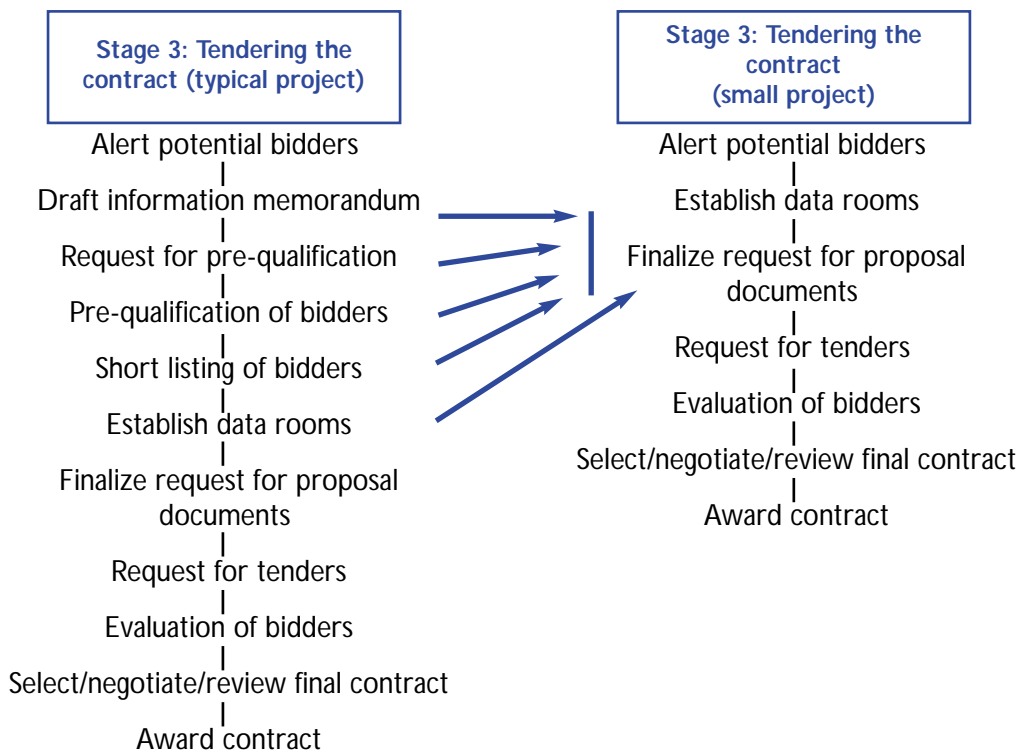 Stage 3: Tendering the
contract (typical project)
Alert potential bidders
Draft information memorandum
Request for pre-qualification
Pre-qualification of bidders
Short listing of bidders
Establish data rooms
Finalize request for proposal
documents
Request for tenders
Evaluation of bidders
Select/negotiate/review final contract
Award contract
Stage 3: Tendering the
contract
(small project)
Alert potential bidders
Establish data rooms
Finalize request for proposal
documents
Request for tenders
Evaluation of bidders
Select/negotiate/review final contract
Award contract